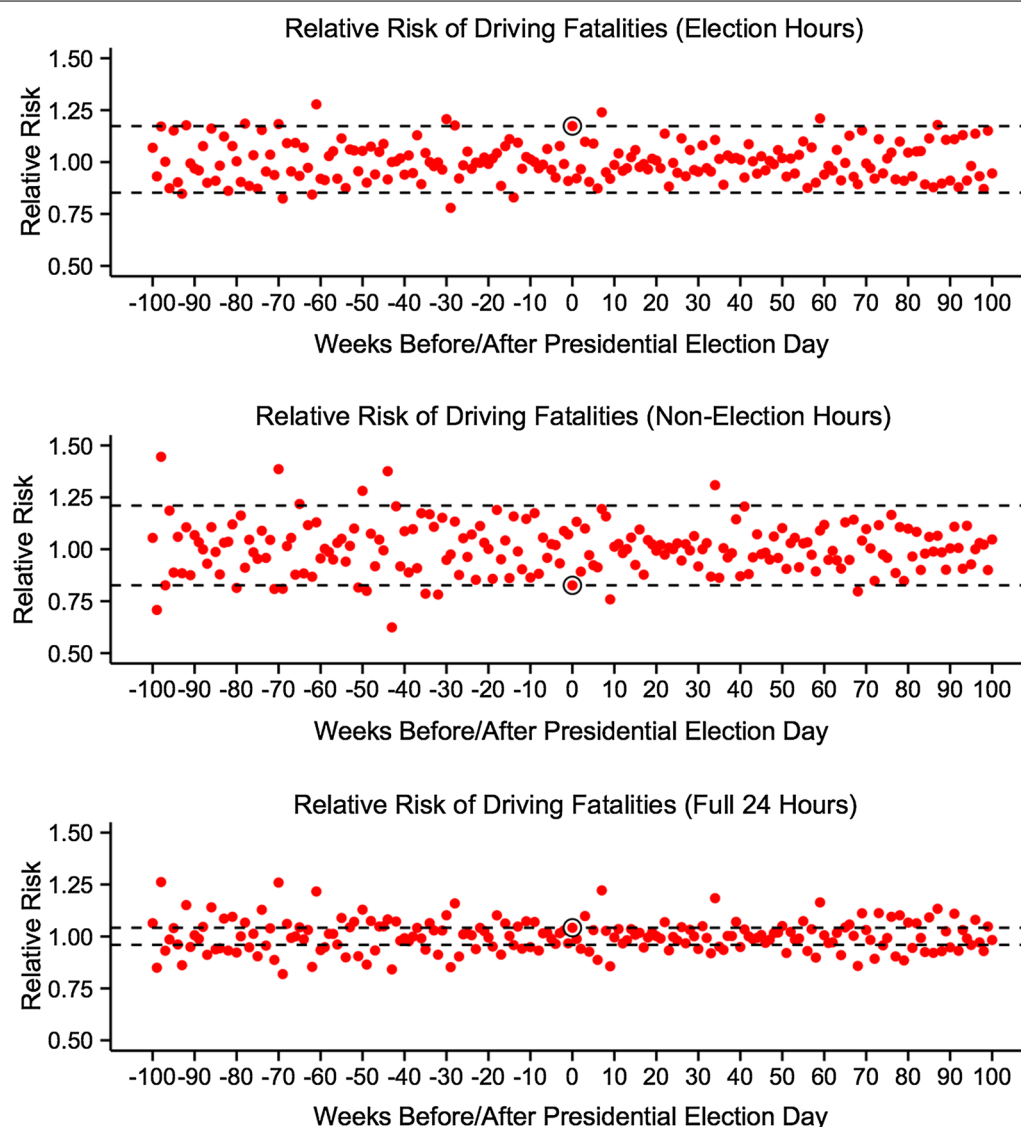 Relative Risk of Driving Fatalities (Election Hours)
Relative Risk
1.50
1.25
1.00
0.75
0.50
-100 -90 -80 -70 -60 -50 -40 -30 -20 -10 0 10 20 30 40 50 60 70 80 90 100
Weeks Before/After Presidential Election Day
Relative Risk of Driving Fatalities (Non-Election Hours)
Relative Risk
1.50
1.25
1.00
0.75
0.50
-100 -90 -80 -70 -60 -50 -40 -30 -20 -10 0 10 20 30 40 50 60 70 80 90 100
Weeks Before/After Presidential Election Day
Relative Risk of Driving Fatalities (Full 24 Hours)
Relative Risk
1.50
1.25
1.00
0.75
0.50
-100 -90 -80 -70 -60 -50 -40 -30 -20 -10 0 10 20 30 40 50 60 70 80 90 100
Weeks Before/After Presidential Election Day